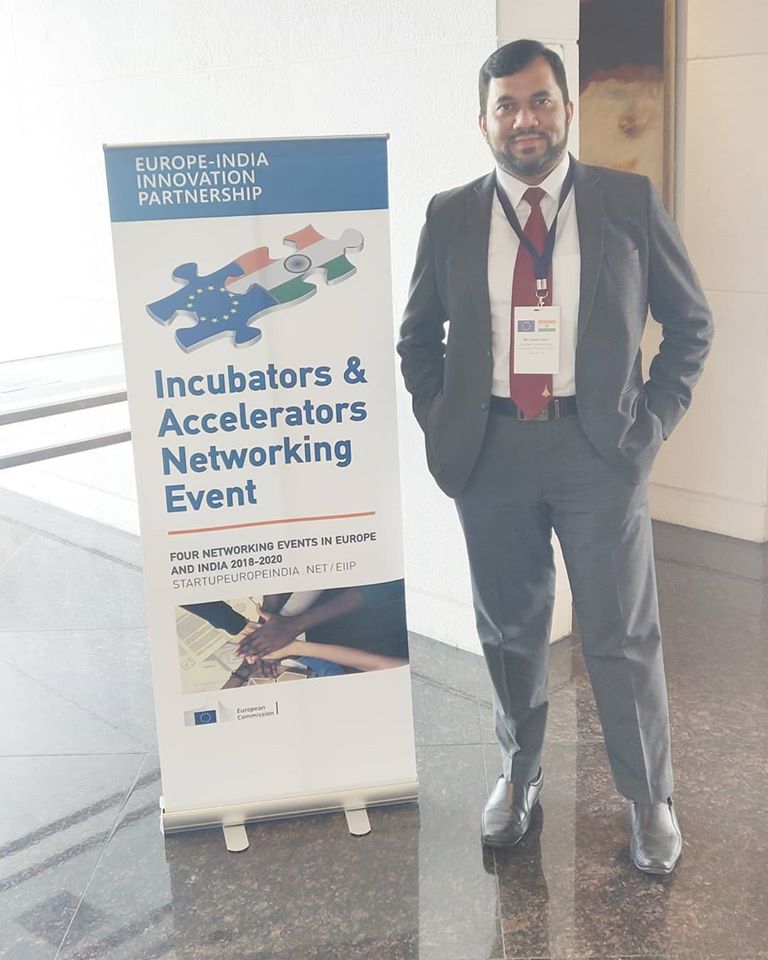 EUROPE-INDIA
INNOVATION
PARTNERSHIP
Incubators &
Accelerators
Networking
Event
FOUR NETWORKING EVENTS IN EUROPE
AND INDIA 2018-2020
STARTUPEUROPEINDIA.NET/EIIP
European
Commission